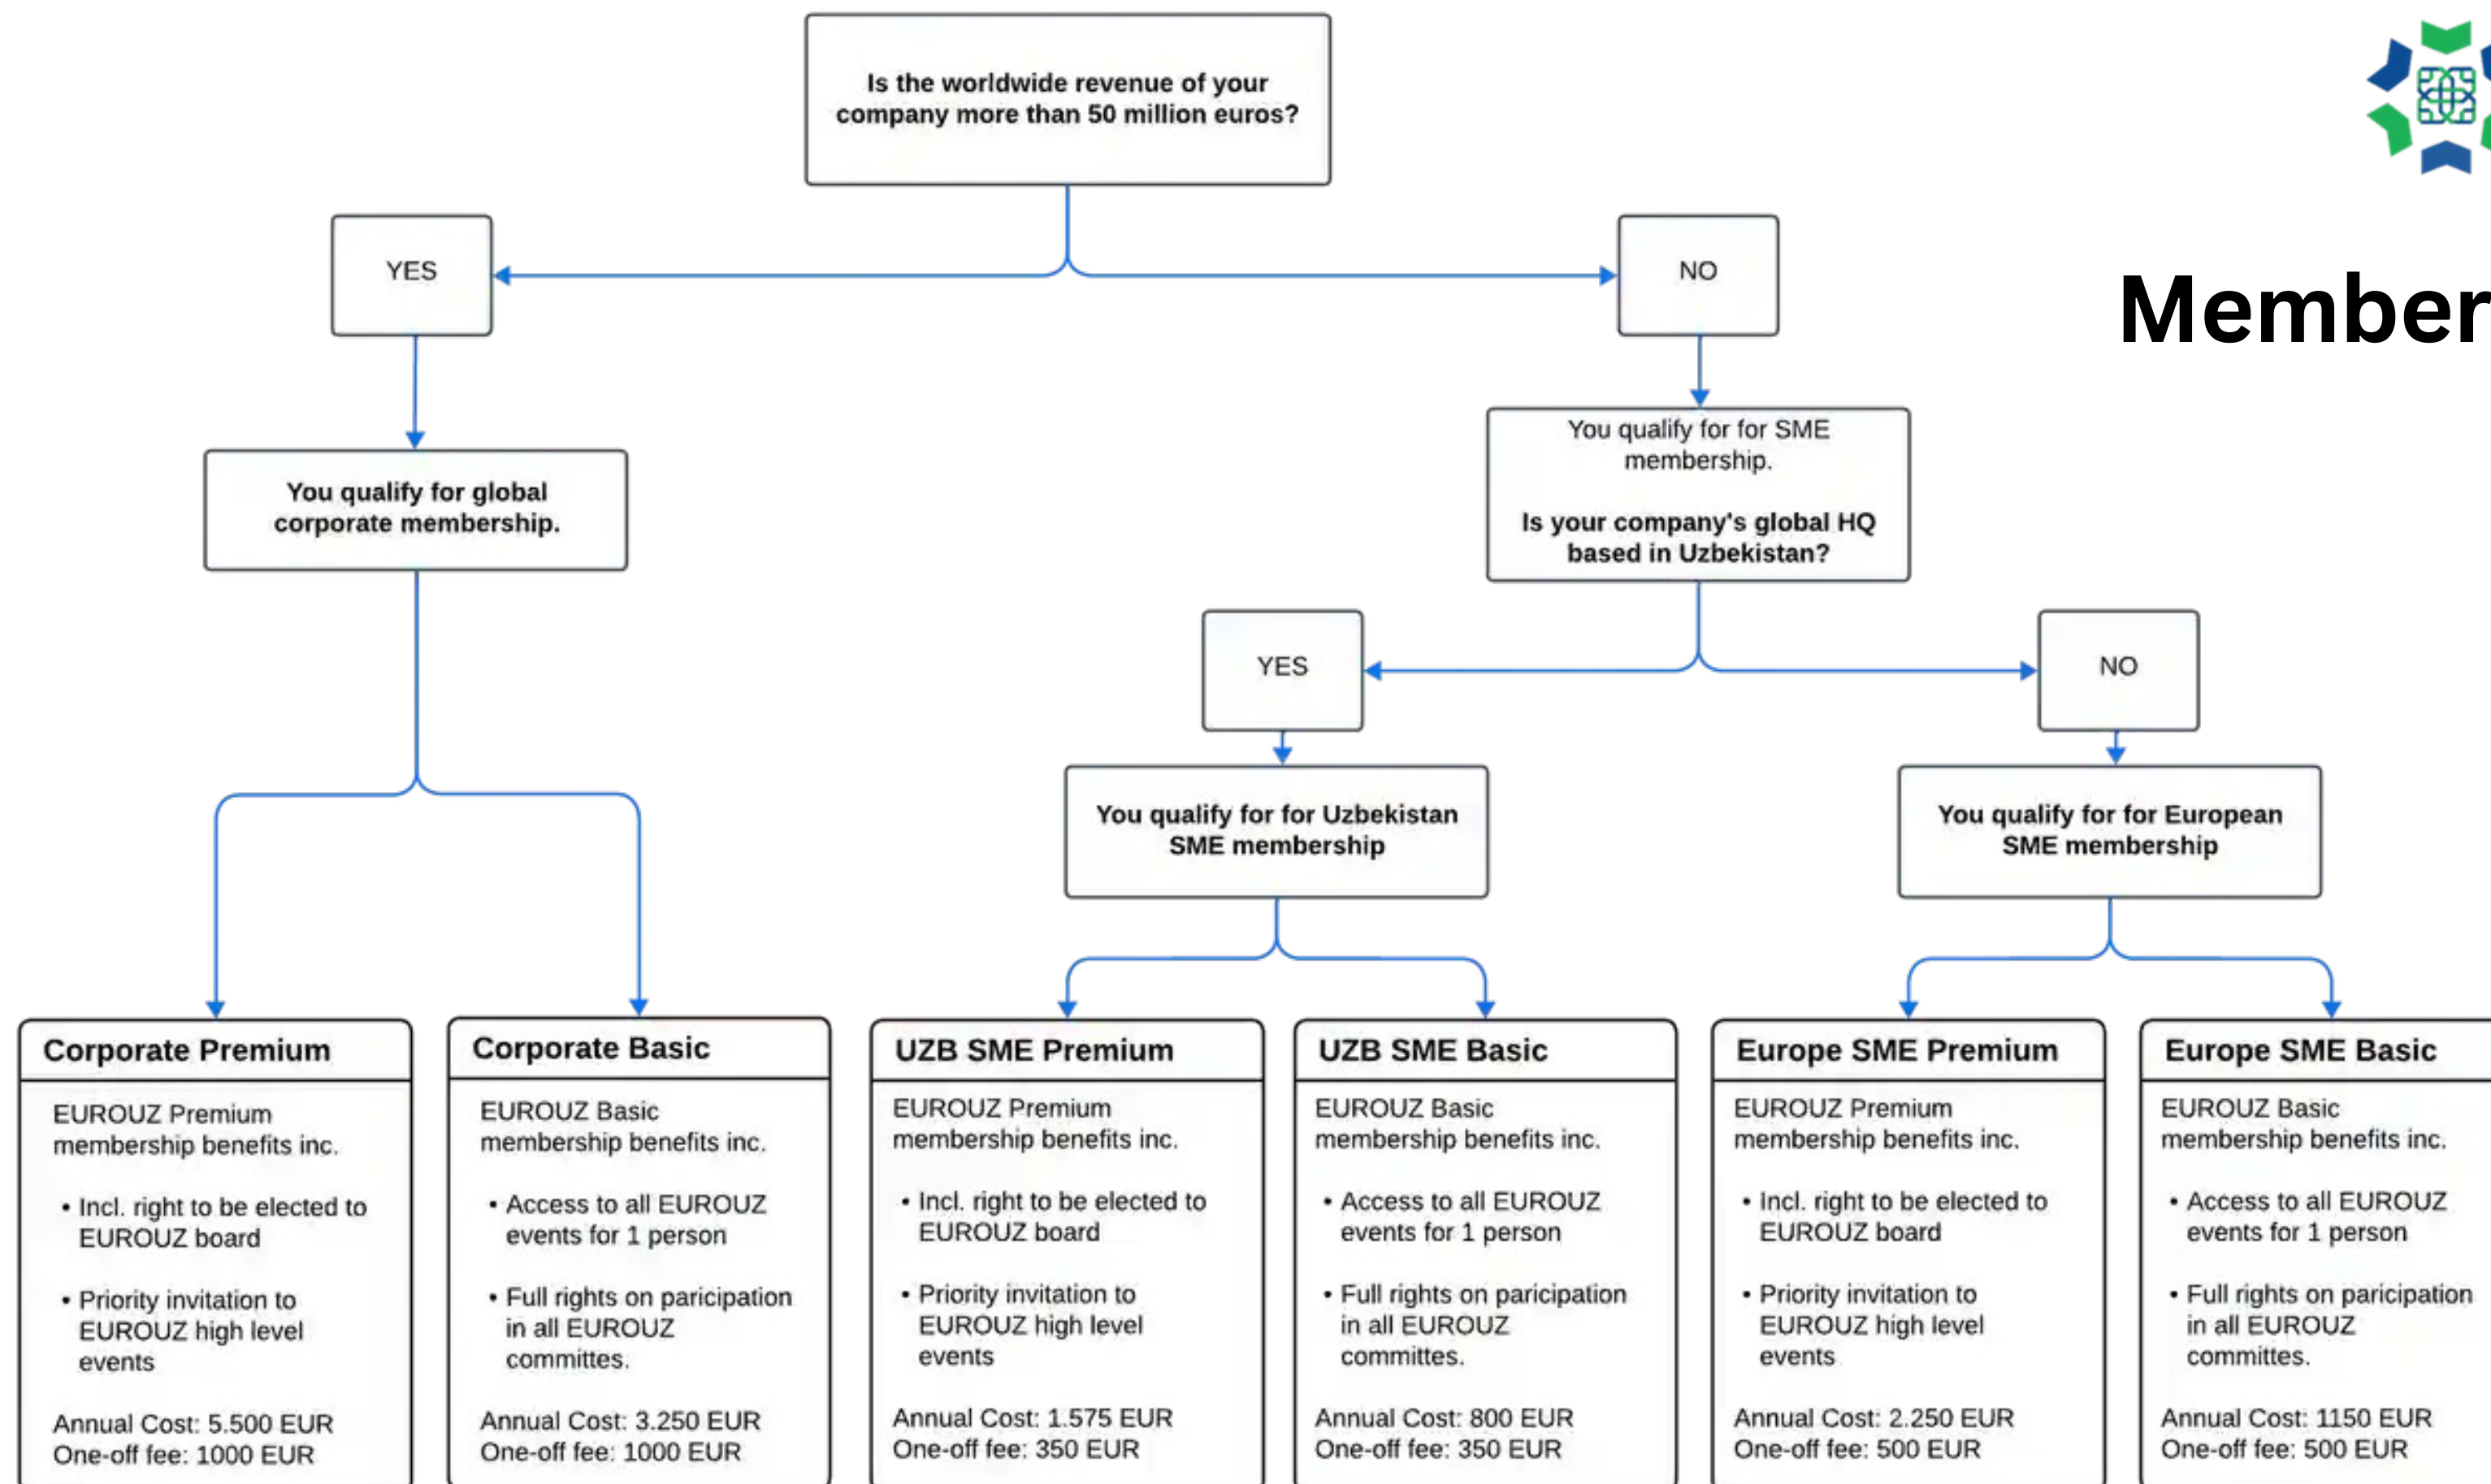 Is the worldwide revenue of your
company more than 50 million euros?
YES
NO
Member
You qualify for global
corporate membership.
You qualify for for SME
membership.
Is your company's global HQ
based in Uzbekistan?
YES
NO
You qualify for for Uzbekistan
SME membership
You qualify for for European
SME membership
Corporate Premium
EUROUZ Premium
membership benefits inc.
• Incl. right to be elected to
EUROUZ board
• Priority invitation to
EUROUZ high level
events
Annual Cost: 5.500 EUR
One-off fee: 1000 EUR
Corporate Basic
EUROUZ Basic
membership benefits inc.
• Access to all EUROUZ
events for 1 person
• Full rights on paricipation
in all EUROUZ
committes.
Annual Cost: 3.250 EUR
One-off fee: 1000 EUR
UZB SME Premium
EUROUZ Premium
membership benefits inc.
• Incl. right to be elected to
EUROUZ board
• Priority invitation to
EUROUZ high level
events
Annual Cost: 1.575 EUR
One-off fee: 350 EUR
UZB SME Basic
EUROUZ Basic
membership benefits inc.
• Access to all EUROUZ
events for 1 person
• Full rights on paricipation
in all EUROUZ
committes.
Annual Cost: 800 EUR
One-off fee: 350 EUR
Europe SME Premium
EUROUZ Premium
membership benefits inc.
• Incl. right to be elected to
EUROUZ board
• Priority invitation to
EUROUZ high level
events
Annual Cost: 2.250 EUR
One-off fee: 500 EUR
Europe SME Basic
EUROUZ Basic
membership benefits inc.
• Access to all EUROUZ
events for 1 person
• Full rights on paricipation
in all EUROUZ
committes.
Annual Cost: 1150 EUR
One-off fee: 500 EUR